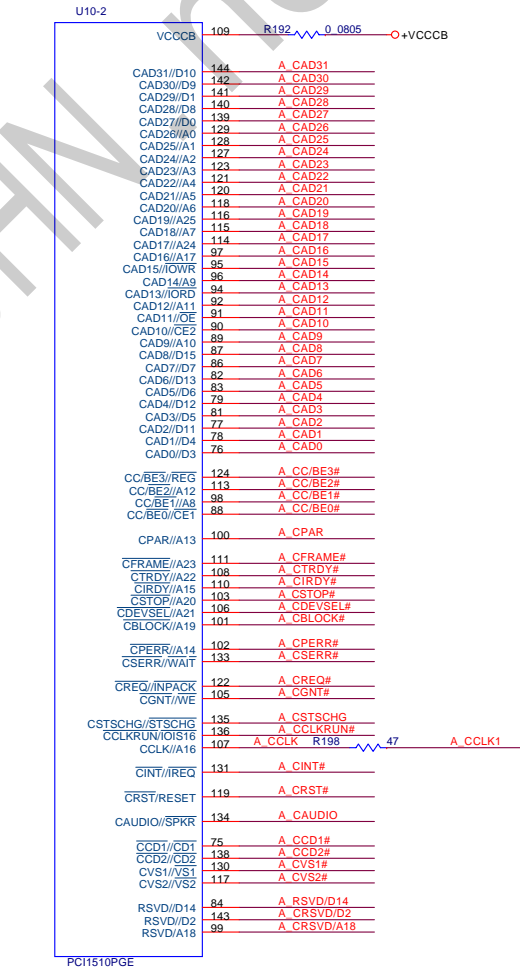 U10-2
VCCCB 109 R192 0_0805 +VCCCB
CAD31//D10 144 A_CAD31
CAD30//D9 142 A_CAD30
CAD29//D1 141 A_CAD29
CAD28//D8 140 A_CAD28
CAD27//D0 139 A_CAD27
CAD26//A0 129 A_CAD26
CAD25//A1 128 A_CAD25
CAD24//A2 127 A_CAD24
CAD23//A3 123 A_CAD23
CAD22//A4 121 A_CAD22
CAD21//A5 120 A_CAD21
CAD20//A6 118 A_CAD20
CAD19//A25 116 A_CAD19
CAD18//A7 115 A_CAD18
CAD17//A24 114 A_CAD17
CAD16//A17 97 A_CAD16
CAD15//IOWR 95 A_CAD15
CAD14/A9 96 A_CAD14
CAD13//IORD 94 A_CAD13
CAD12//A11 92 A_CAD12
CAD11//OE 91 A_CAD11
CAD10//CE2 90 A_CAD10
CAD9//A10 89 A_CAD9
CAD8//D15 87 A_CAD8
CAD7//D7 86 A_CAD7
CAD6//D13 82 A_CAD6
CAD5//D6 83 A_CAD5
CAD4//D12 79 A_CAD4
CAD3//D5 81 A_CAD3
CAD2//D11 77 A_CAD2
CAD1//D4 78 A_CAD1
CAD0//D3 76 A_CAD0
CC/BE3//REG 124 A_CC/BE3#
CC/BE2//A12 113 A_CC/BE2#
CC/BE1//A8 98 A_CC/BE1#
CC/BE0//CE1 88 A_CC/BE0#
CPAR//A13 100 A_CPAR
CFRAME//A23 111 A_CFRAME#
CTRDY//A22 108 A_CTRDY#
CIRDY//A15 110 A_CIRDY#
CSTOP//A20 103 A_CSTOP#
CDEVSEL//A21 106 A_CDEVSEL#
CBLOCK//A19 101 A_CBLOCK#
CPERR//A14 102 A_CPERR#
CSERR//WAIT 133 A_CSERR#
CREQ//INPACK 122 A_CREQ#
CGNT//WE 105 A_CGNT#
CSTSCHG//STSCHG 135 A_CSTSCHG
CCLKRUN/IOIS16 136 A_CCLKRUN#
CCLK//A16 107 A_CCLK R198 47 A_CCLK1
CINT//IREQ 131 A_CINT#
CRST/RESET 119 A_CRST#
CAUDIO//SPKR 134 A_CAUDIO
CCD1//CD1 75 A_CCD1#
CCD2//CD2 138 A_CCD2#
CVS1//VS1 130 A_CVS1#
CVS2//VS2 117 A_CVS2#
RSVD//D14 84 A_RSVD/D14
RSVD//D2 143 A_CRSVD/D2
RSVD/A18 99 A_CRSVD/A18
PCI1510PGE